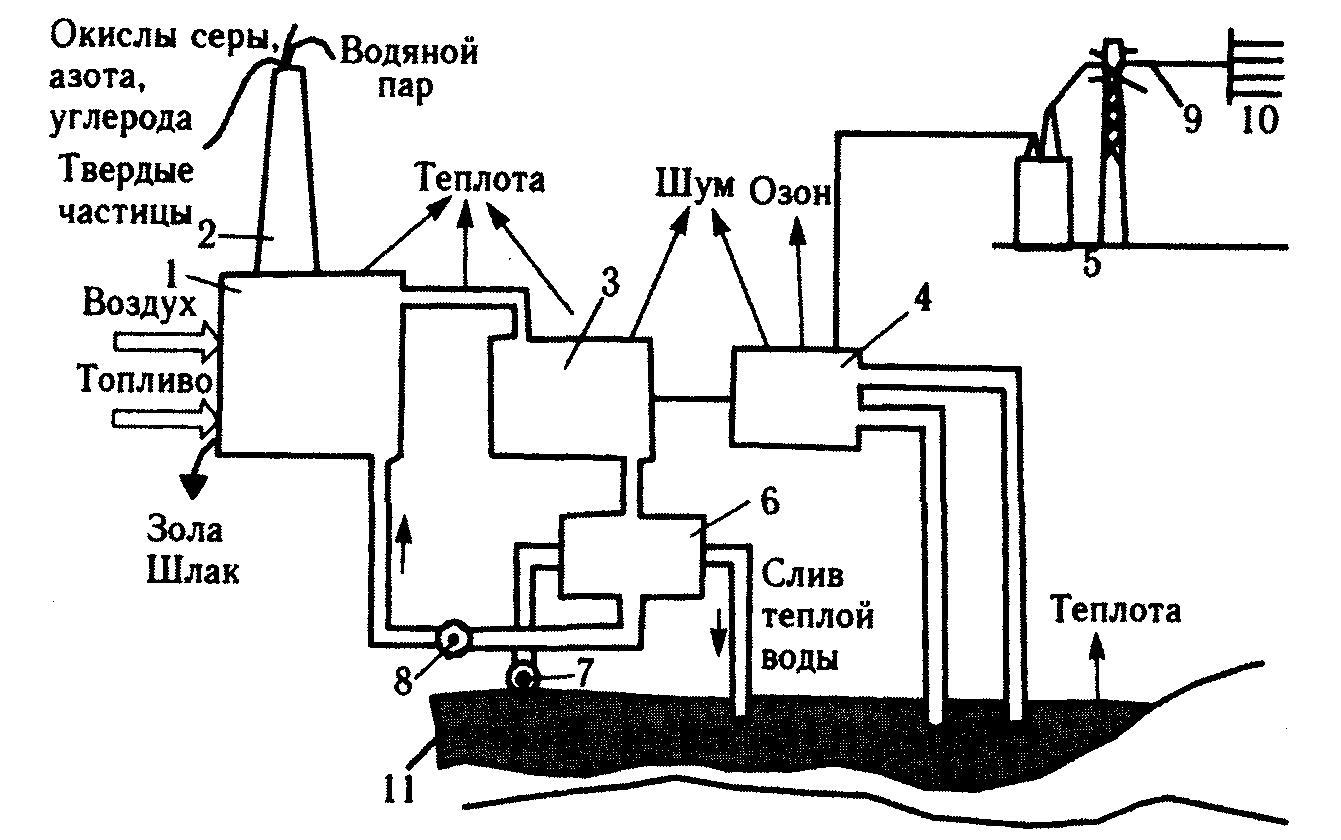 Окислы серы,
азота,
углерода
Водяной
пар
Твердые
частицы
2
1
Воздух
Топливо
Зола
Шлак
Теплота
3
Шум
Озон
4
5
9
10
6
Слив
теплой
воды
Теплота
8
7
11